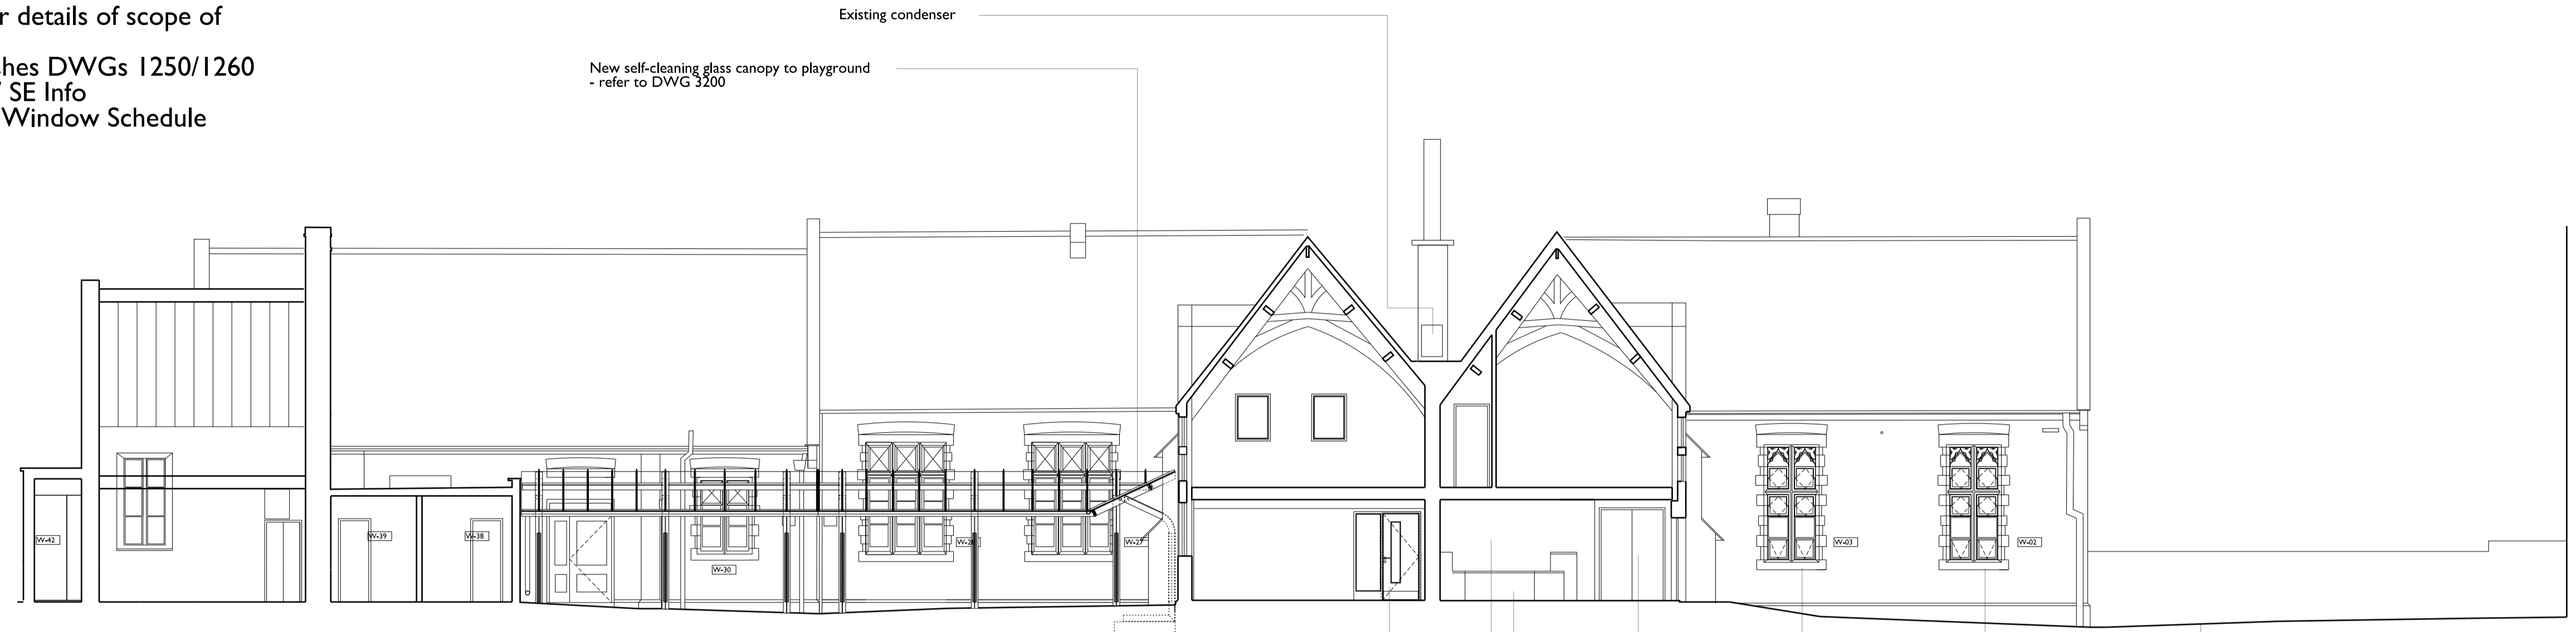 r details of scope of
hes DWGs 1250/1260
SE Info
Window Schedule
Existing condenser
New self-cleaning glass canopy to playground
- refer to DWG 3200
W-42
W-39
W-38
W-30
W-28
W-27
W-03
W-02